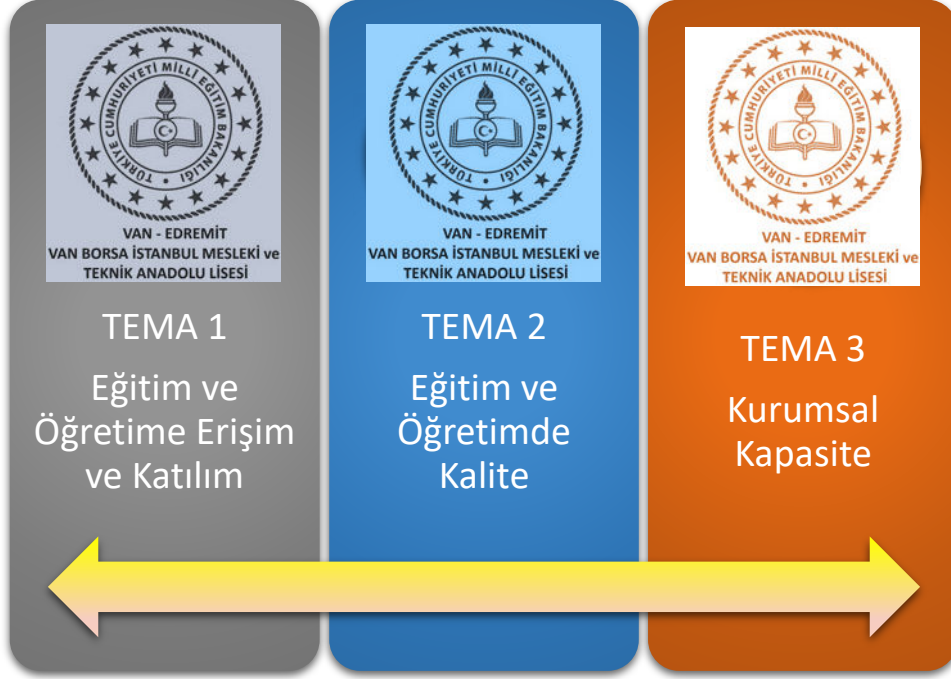 TÜRKİYE CUMHURİYETİ MİLLİ EĞİTİM BAKANLIĞI
VAN - EDREMİT
VAN BORSA İSTANBUL MESLEKİ ve
TEKNİK ANADOLU LİSESİ
TEMA 1
Eğitim ve
Öğretime Erişim
ve Katılım
TÜRKİYE CUMHURİYETİ MİLLİ EĞİTİM BAKANLIĞI
VAN - EDREMİT
VAN BORSA İSTANBUL MESLEKİ ve
TEKNİK ANADOLU LİSESİ
TEMA 2
Eğitim ve
Öğretimde
Kalite
TÜRKİYE CUMHURİYETİ MİLLİ EĞİTİM BAKANLIĞI
VAN - EDREMİT
VAN BORSA İSTANBUL MESLEKİ ve
TEKNİK ANADOLU LİSESİ
TEMA 3
Kurumsal
Kapasite